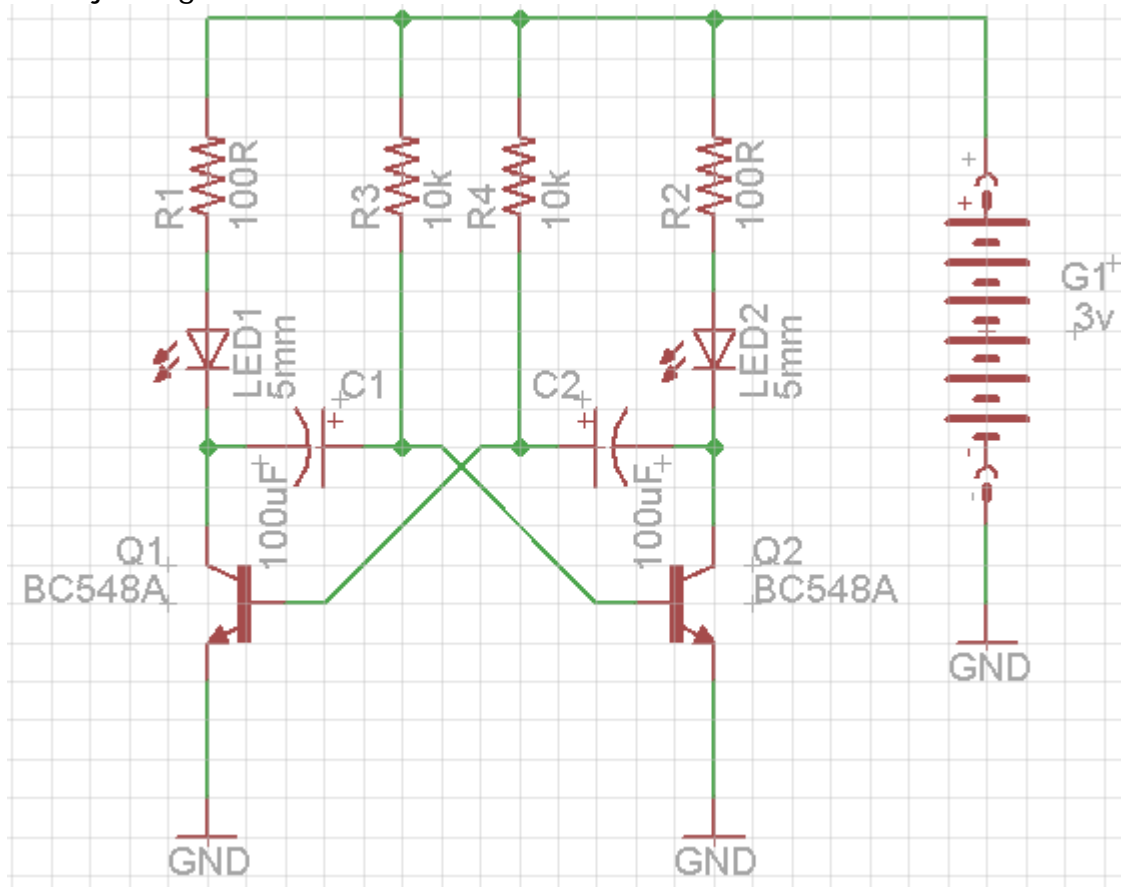 R1
100R
R3
10k
R4
10k
R2
100R
G1
3v
LED1
5mm
LED2
5mm
C1
C2
100uF
100uF
Q1
BC548A
Q2
BC548A
GND
GND
GND